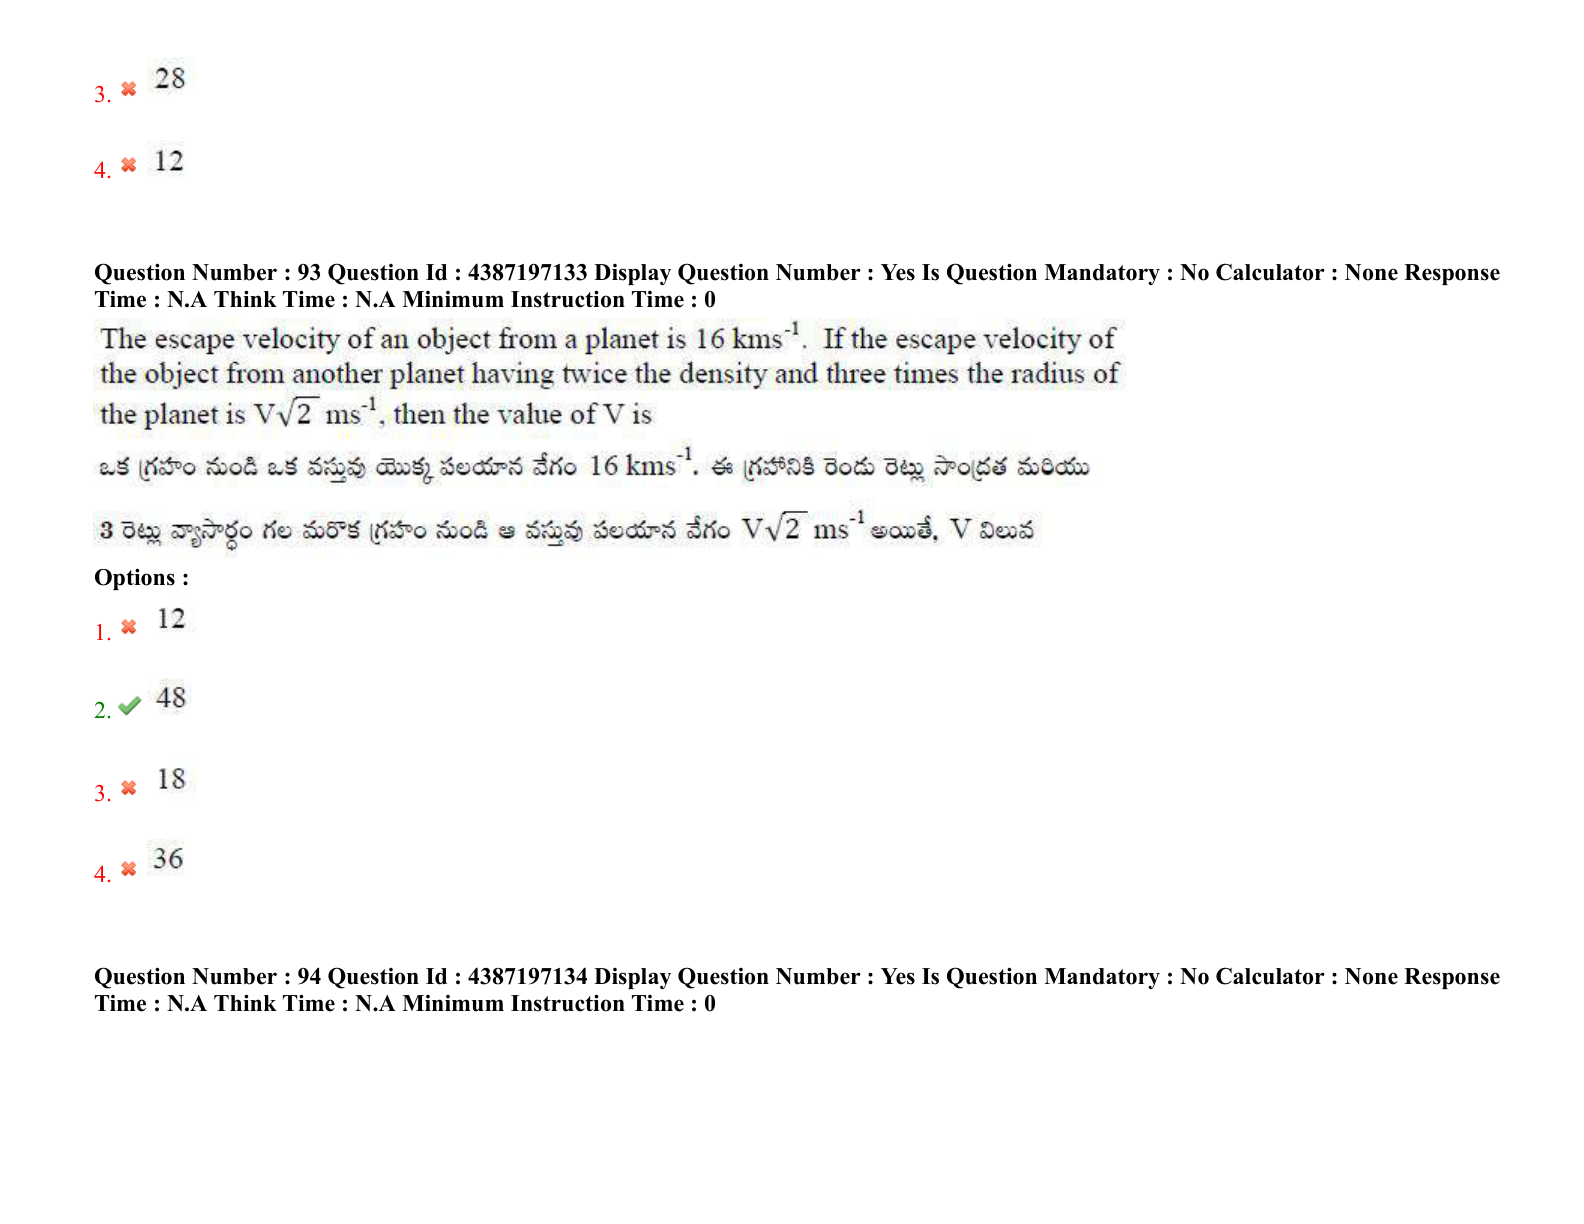 3. 28
4. 12
Question Number : 93 Question Id : 4387197133 Display Question Number : Yes Is Question Mandatory : No Calculator : None Response
Time : N.A Think Time : N.A Minimum Instruction Time : 0
The escape velocity of an object from a planet is 16 kms⁻¹. If the escape velocity of
the object from another planet having twice the density and three times the radius of
the planet is V√2 ms⁻¹, then the value of V is
ఒక గ్రహం నుండి ఒక వస్తువు యొక్క పలయాన వేగం 16 kms⁻¹. ఈ గ్రహానికి రెండు రెట్లు సాంద్రత మరియు
3 రెట్లు వ్యాసార్ధం గల మరొక గ్రహం నుండి ఆ వస్తువు పలయాన వేగం V√2 ms⁻¹ అయితే, V విలువ
Options :
1. 12
2. 48
3. 18
4. 36
Question Number : 94 Question Id : 4387197134 Display Question Number : Yes Is Question Mandatory : No Calculator : None Response
Time : N.A Think Time : N.A Minimum Instruction Time : 0